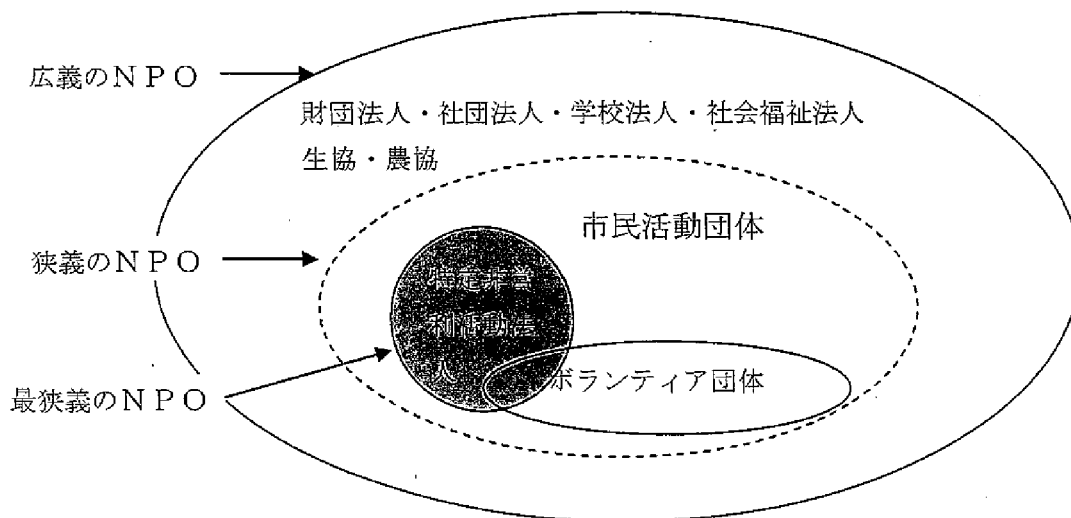 広義のＮＰＯ
財団法人・社団法人・学校法人・社会福祉法人
生協・農協
市民活動団体
狭義のＮＰＯ
特定非営
利活動法
人
ボランティア団体
最狭義のＮＰＯ